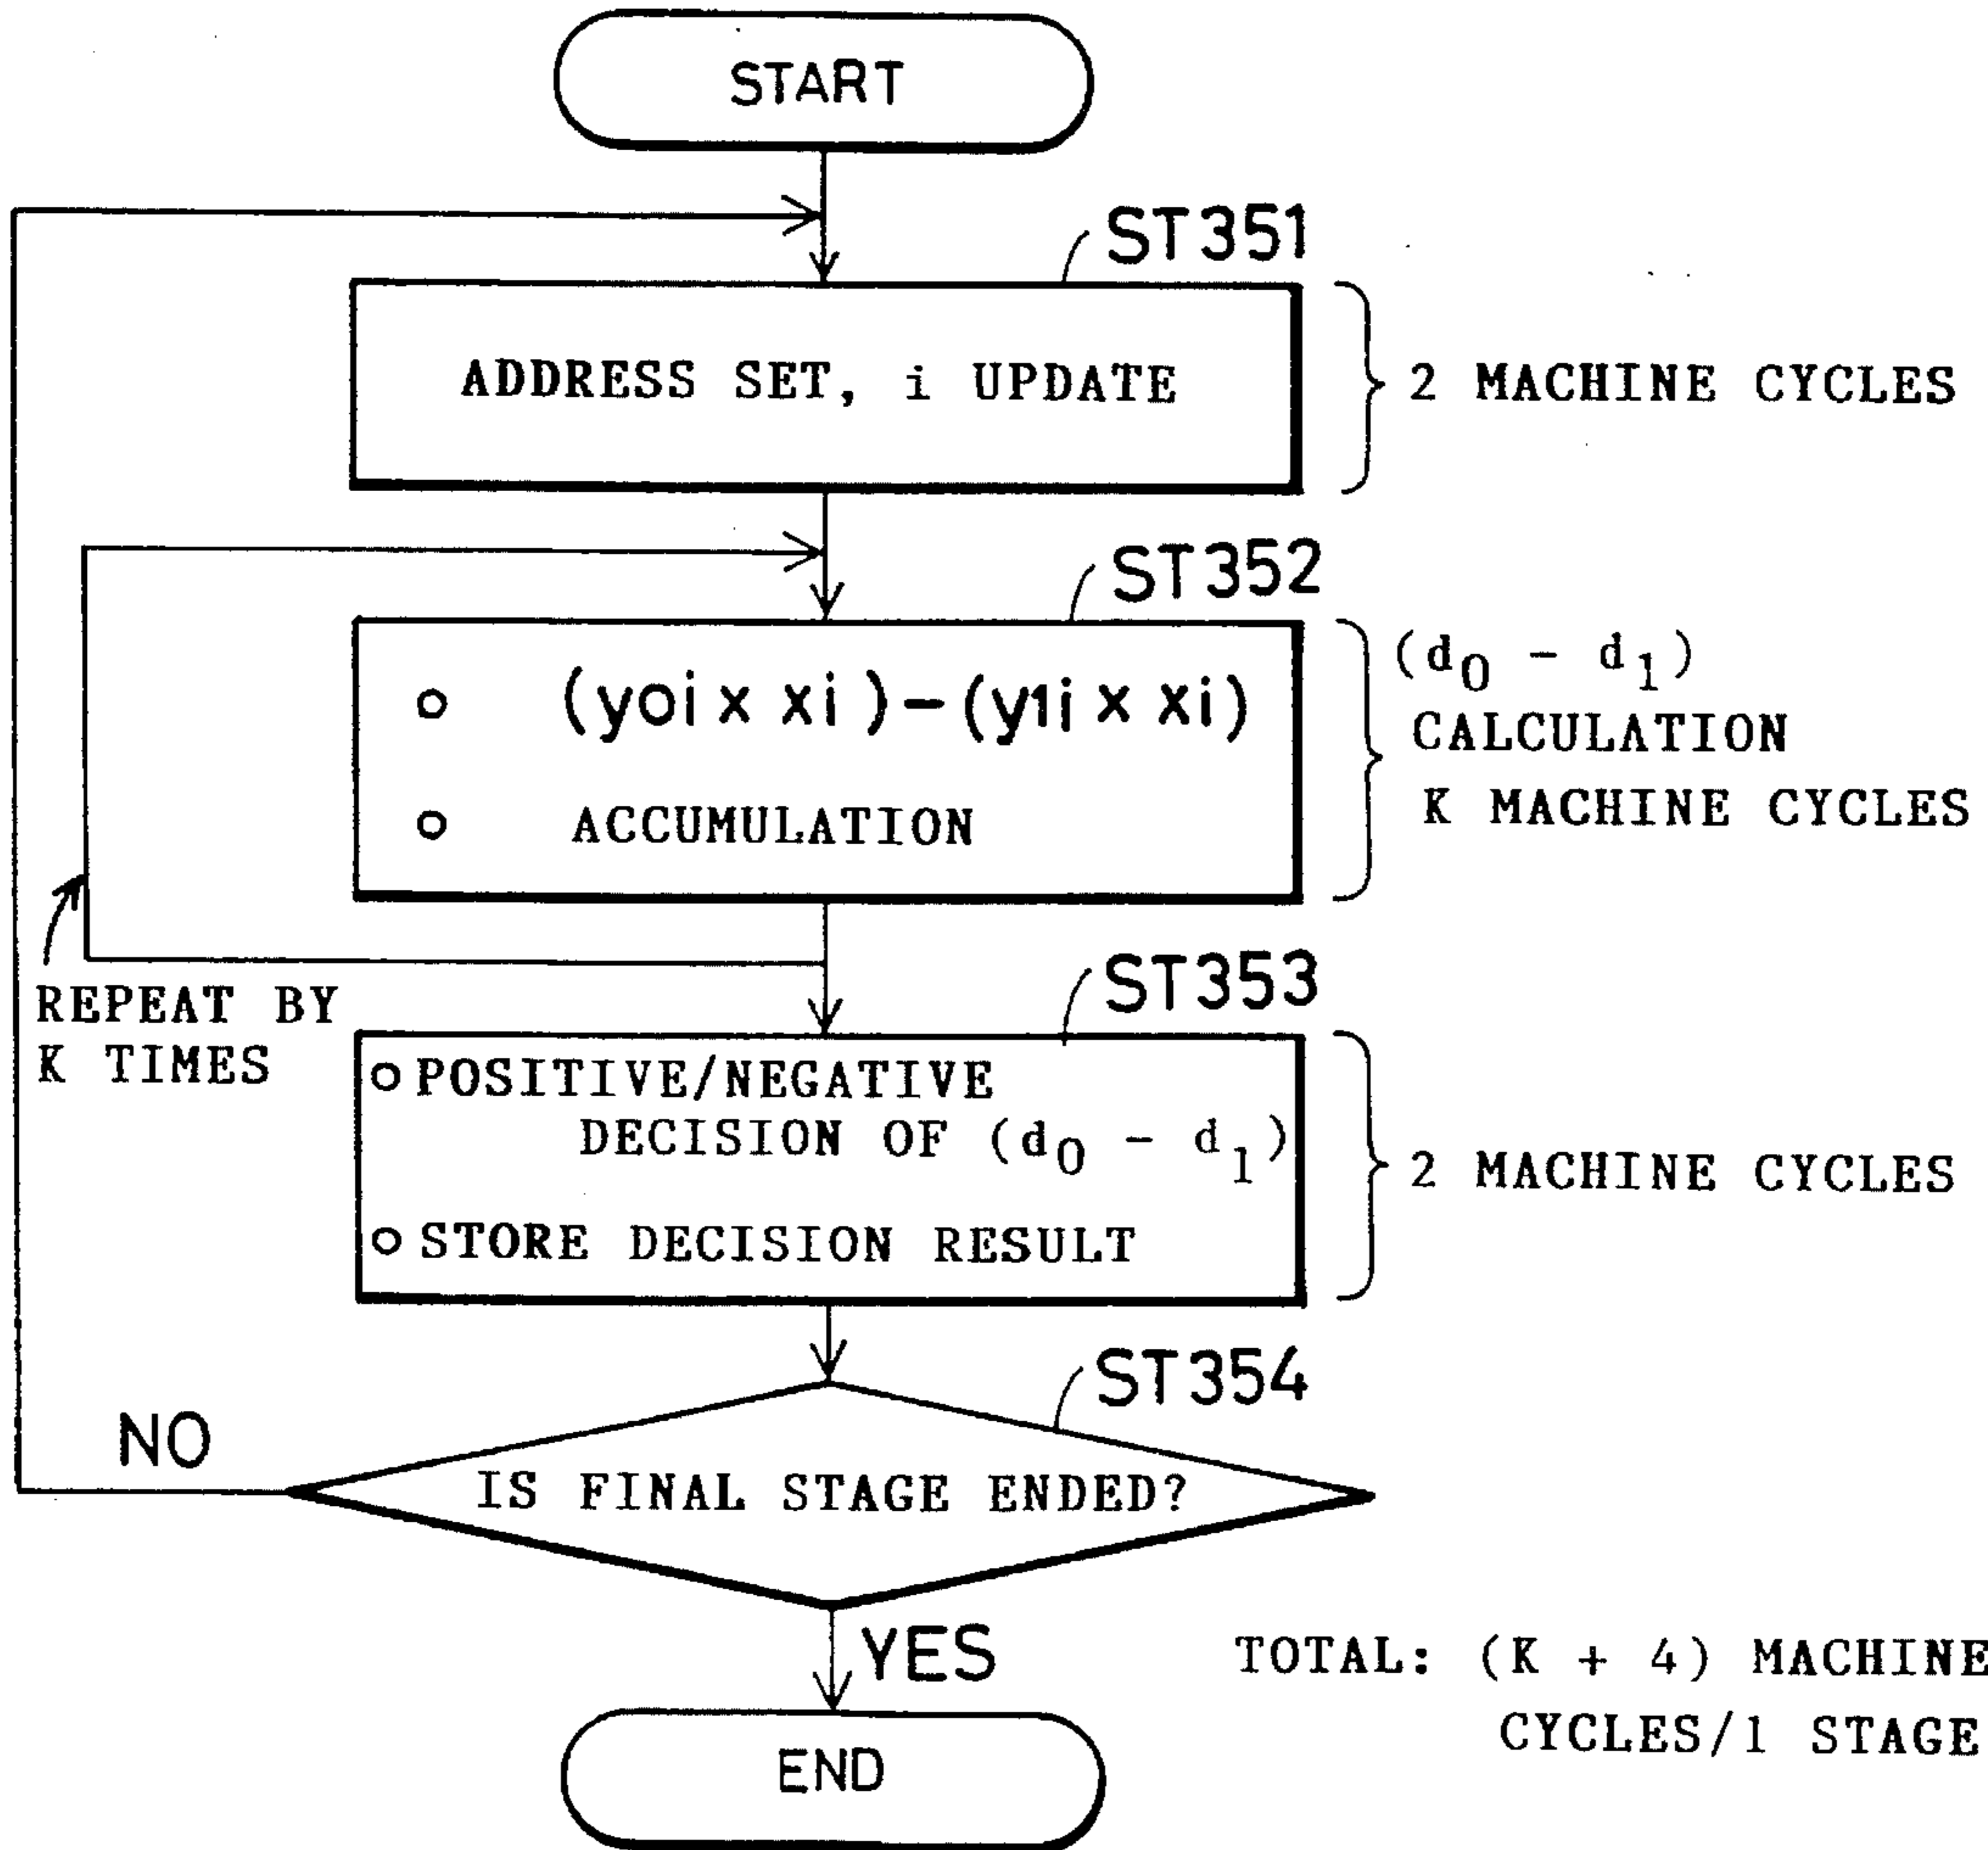 START
ST351
ADDRESS SET, i UPDATE
2 MACHINE CYCLES
ST352
(y0i x xi) - (y1i x xi)
ACCUMULATION
(d0 - d1)
CALCULATION
K MACHINE CYCLES
REPEAT BY
K TIMES
ST353
POSITIVE/NEGATIVE
DECISION OF (d0 - d1)
STORE DECISION RESULT
2 MACHINE CYCLES
ST354
NO
IS FINAL STAGE ENDED?
YES
TOTAL: (K + 4) MACHINE
CYCLES/1 STAGE
END